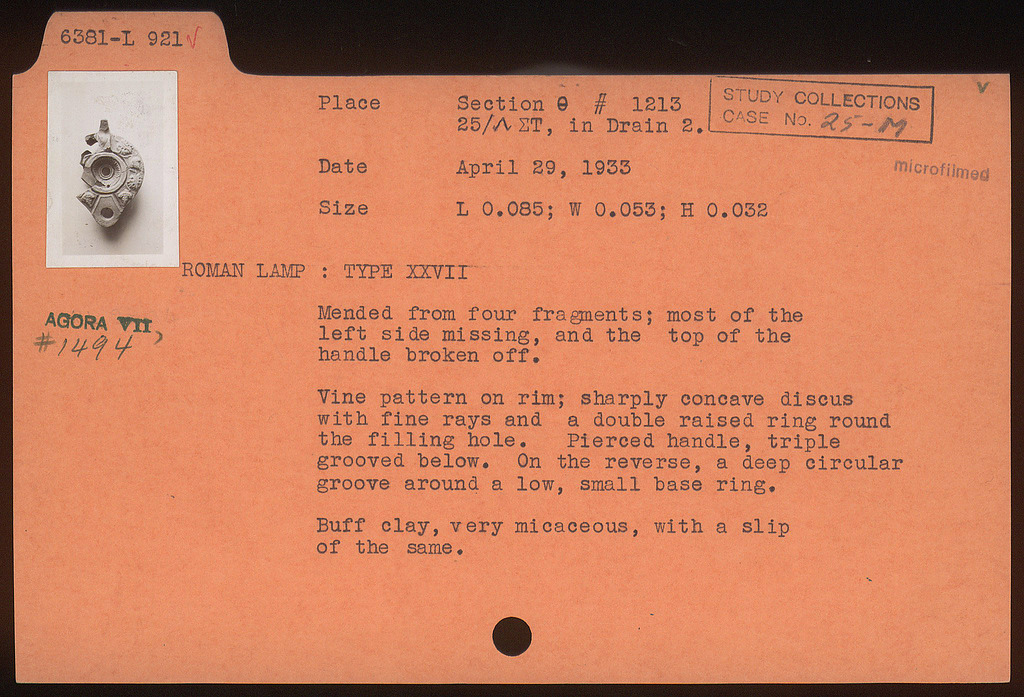 6381-L 921 √
Place Section θ # 1213
25/Λ ΣΤ, in Drain 2.
STUDY COLLECTIONS
CASE No. 25-M
v
microfilmed
Date April 29, 1933
Size L 0.085; W 0.053; H 0.032
ROMAN LAMP : TYPE XXVII
AGORA VII,
#1494
Mended from four fragments; most of the
left side missing, and the top of the
handle broken off.
Vine pattern on rim; sharply concave discus
with fine rays and a double raised ring round
the filling hole. Pierced handle, triple
grooved below. On the reverse, a deep circular
groove around a low, small base ring.
Buff clay, very micaceous, with a slip
of the same.